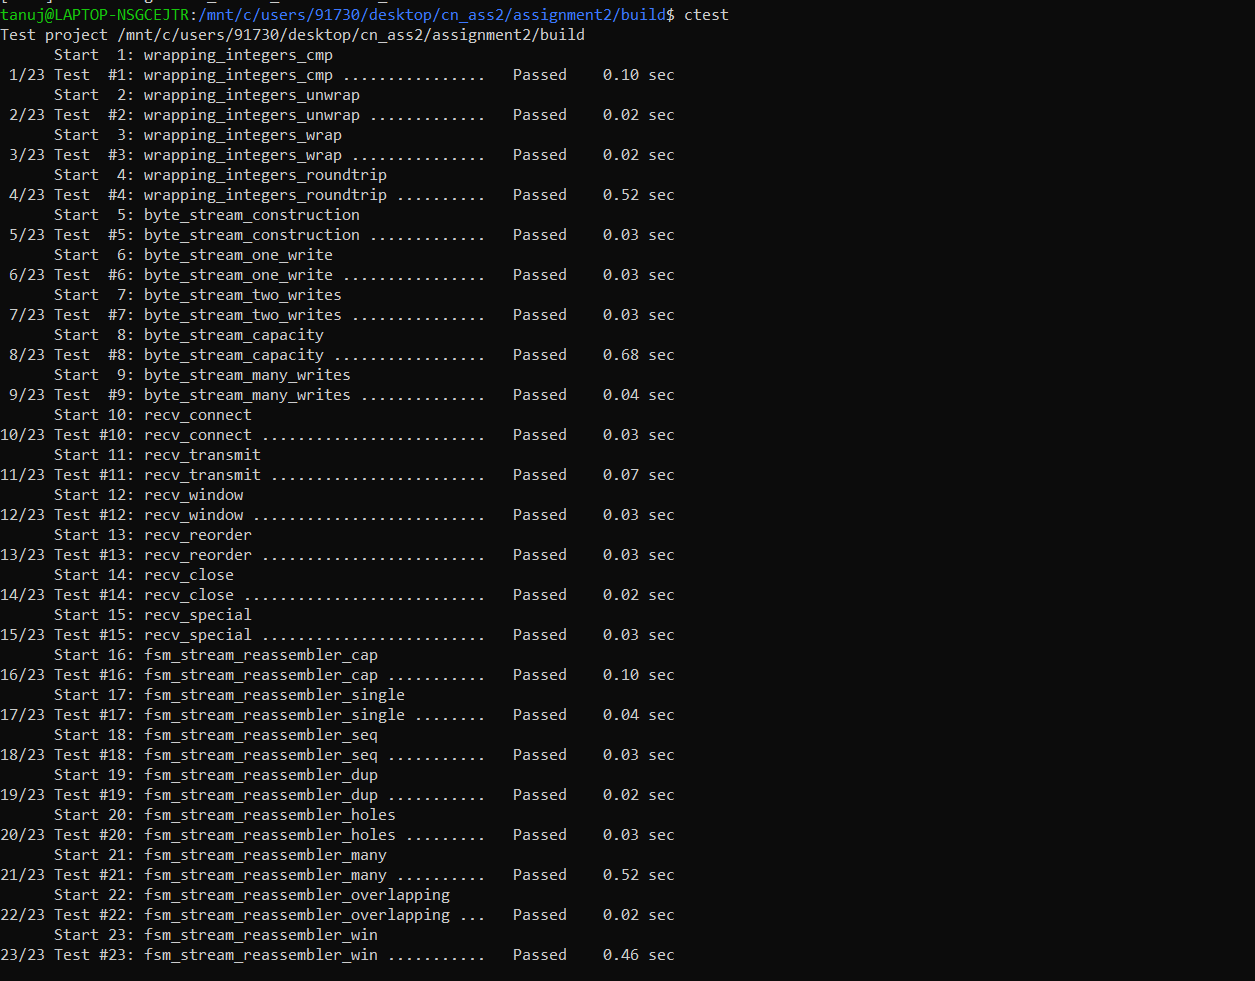 tanuj@LAPTOP-NSGCEJTR:/mnt/c/users/91730/desktop/cn_ass2/assignment2/build$ ctest
Test project /mnt/c/users/91730/desktop/cn_ass2/assignment2/build
      Start  1: wrapping_integers_cmp
 1/23 Test  #1: wrapping_integers_cmp ................   Passed    0.10 sec
      Start  2: wrapping_integers_unwrap
 2/23 Test  #2: wrapping_integers_unwrap .............   Passed    0.02 sec
      Start  3: wrapping_integers_wrap
 3/23 Test  #3: wrapping_integers_wrap ...............   Passed    0.02 sec
      Start  4: wrapping_integers_roundtrip
 4/23 Test  #4: wrapping_integers_roundtrip ..........   Passed    0.52 sec
      Start  5: byte_stream_construction
 5/23 Test  #5: byte_stream_construction .............   Passed    0.03 sec
      Start  6: byte_stream_one_write
 6/23 Test  #6: byte_stream_one_write ................   Passed    0.03 sec
      Start  7: byte_stream_two_writes
 7/23 Test  #7: byte_stream_two_writes ...............   Passed    0.03 sec
      Start  8: byte_stream_capacity
 8/23 Test  #8: byte_stream_capacity .................   Passed    0.68 sec
      Start  9: byte_stream_many_writes
 9/23 Test  #9: byte_stream_many_writes ..............   Passed    0.04 sec
      Start 10: recv_connect
10/23 Test #10: recv_connect .........................   Passed    0.03 sec
      Start 11: recv_transmit
11/23 Test #11: recv_transmit ........................   Passed    0.07 sec
      Start 12: recv_window
12/23 Test #12: recv_window ..........................   Passed    0.03 sec
      Start 13: recv_reorder
13/23 Test #13: recv_reorder .........................   Passed    0.03 sec
      Start 14: recv_close
14/23 Test #14: recv_close ...........................   Passed    0.02 sec
      Start 15: recv_special
15/23 Test #15: recv_special .........................   Passed    0.03 sec
      Start 16: fsm_stream_reassembler_cap
16/23 Test #16: fsm_stream_reassembler_cap ...........   Passed    0.10 sec
      Start 17: fsm_stream_reassembler_single
17/23 Test #17: fsm_stream_reassembler_single ........   Passed    0.04 sec
      Start 18: fsm_stream_reassembler_seq
18/23 Test #18: fsm_stream_reassembler_seq ...........   Passed    0.03 sec
      Start 19: fsm_stream_reassembler_dup
19/23 Test #19: fsm_stream_reassembler_dup ...........   Passed    0.02 sec
      Start 20: fsm_stream_reassembler_holes
20/23 Test #20: fsm_stream_reassembler_holes .........   Passed    0.03 sec
      Start 21: fsm_stream_reassembler_many
21/23 Test #21: fsm_stream_reassembler_many ..........   Passed    0.52 sec
      Start 22: fsm_stream_reassembler_overlapping
22/23 Test #22: fsm_stream_reassembler_overlapping ...   Passed    0.02 sec
      Start 23: fsm_stream_reassembler_win
23/23 Test #23: fsm_stream_reassembler_win ...........   Passed    0.46 sec